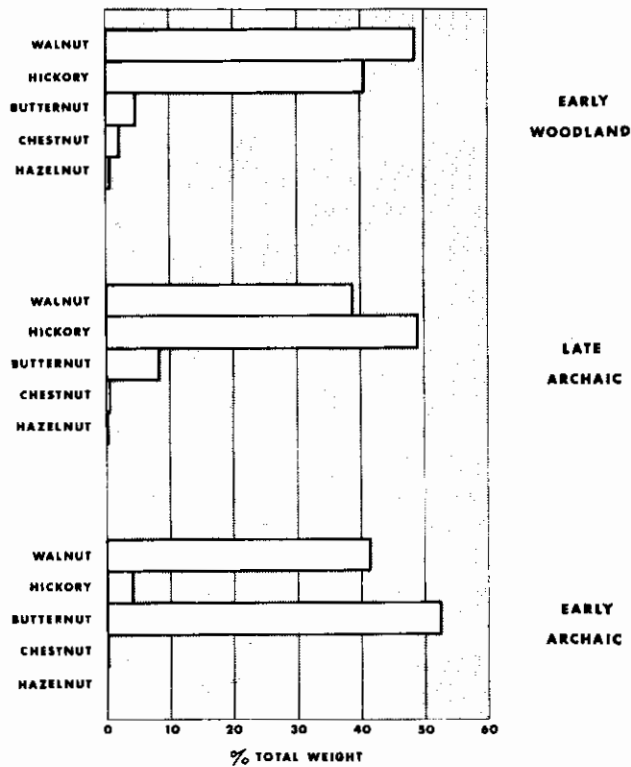 WALNUT
HICKORY
BUTTERNUT
CHESTNUT
HAZELNUT
EARLY
WOODLAND
WALNUT
HICKORY
BUTTERNUT
CHESTNUT
HAZELNUT
LATE
ARCHAIC
WALNUT
HICKORY
BUTTERNUT
CHESTNUT
HAZELNUT
EARLY
ARCHAIC
0 10 20 30 40 50 60
% TOTAL WEIGHT